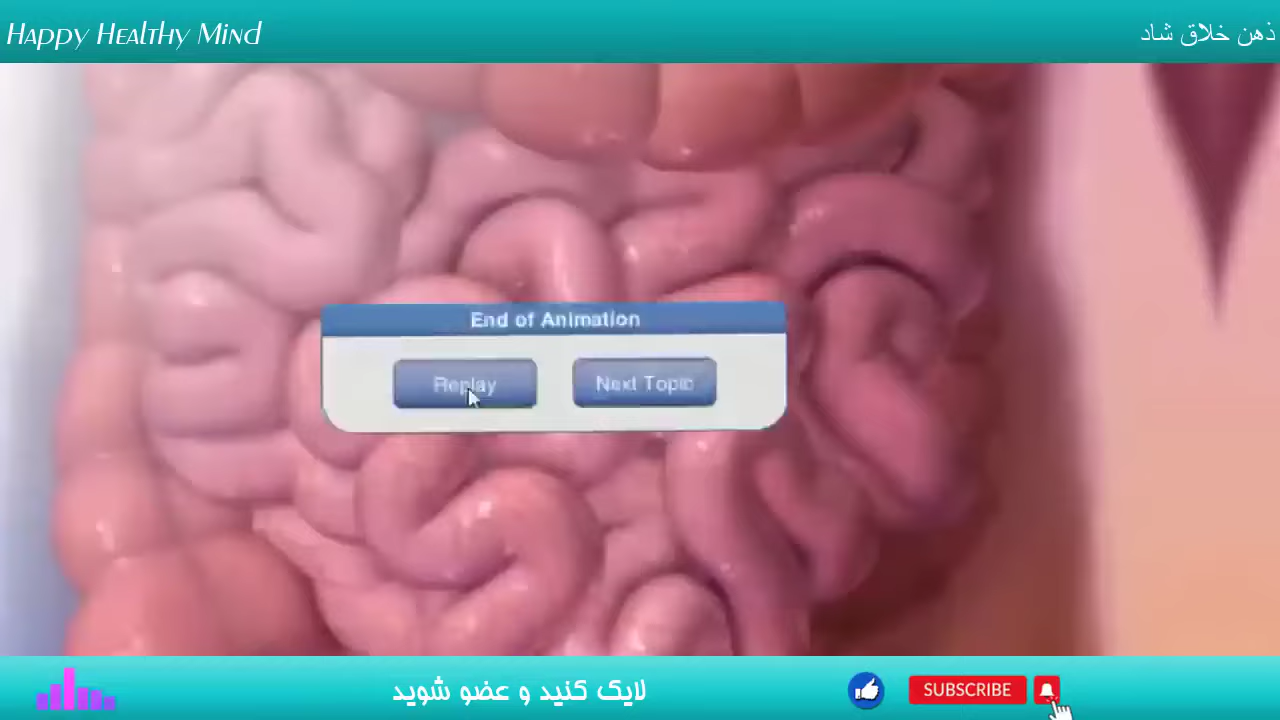 Happy Healthy Mind
ذهن خلاق شاد
End of Animation
Replay
Next Topic
لایک کنید و عضو شوید
SUBSCRIBE